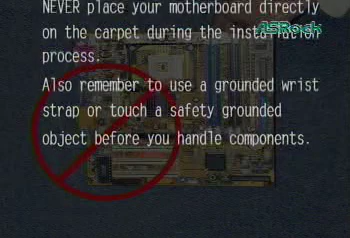 NEVER place your motherboard directly
ASRock
on the carpet during the installation
process.
Also remember to use a grounded wrist
strap or touch a safety grounded
object before you handle components.